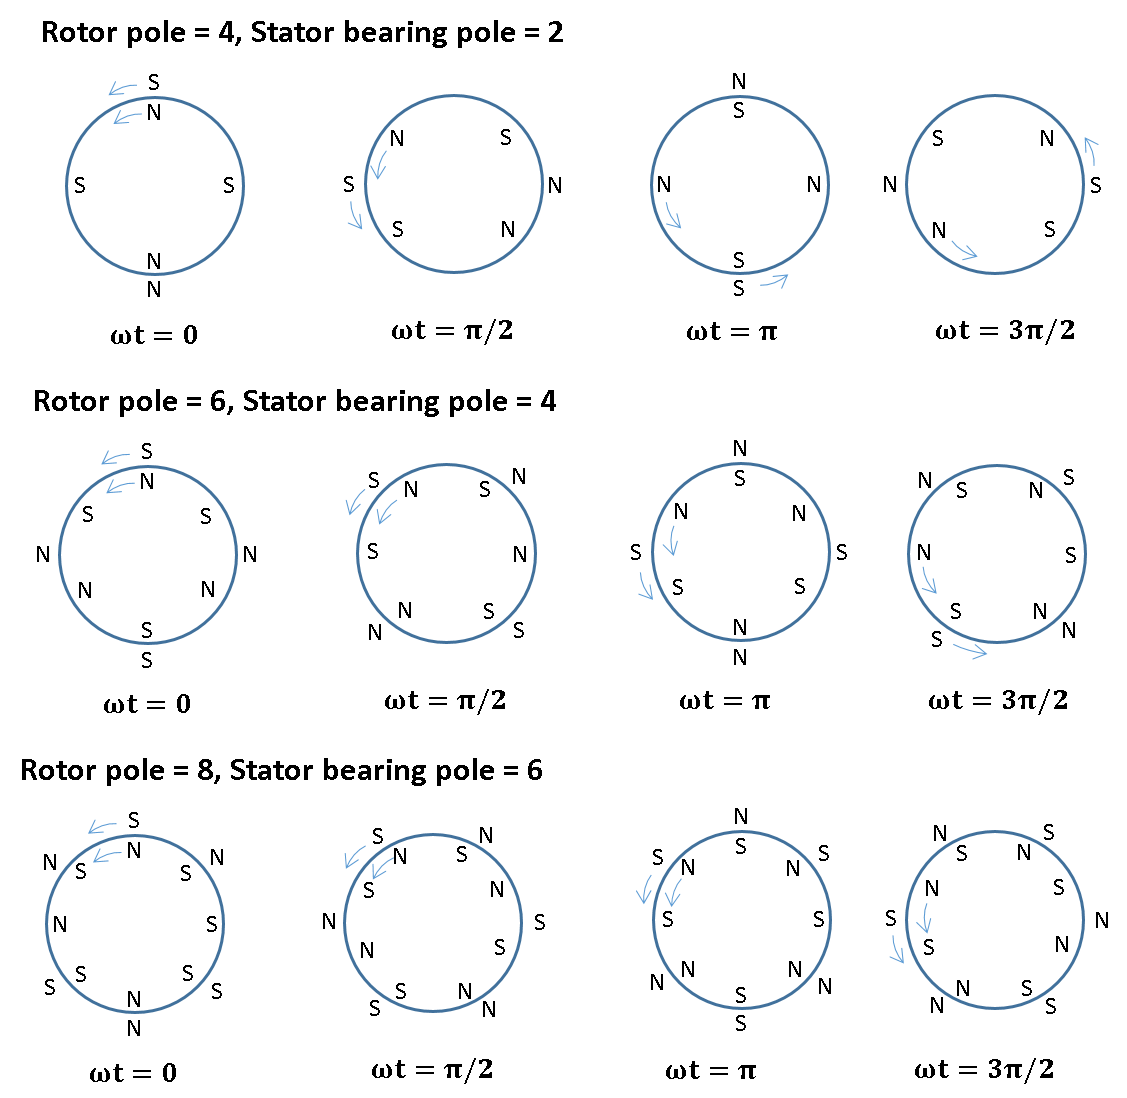 Rotor pole = 4, Stator bearing pole = 2
S N
N S
N S S N S N
S S
N S S N
N N
S N
S N
N S
S N
N
N
S
S
ωt = 0 ωt = π/2 ωt = π ωt = 3π/2
Rotor pole = 6, Stator bearing pole = 4
S N
S N N S
N N S S S N
S S N N
N N S N S S N S
N N S S
S N S N N S N
N S S N
S N
ωt = 0 ωt = π/2 ωt = π ωt = 3π/2
Rotor pole = 8, Stator bearing pole = 6
S N
S N N S
N N S N S S N S S N
S S S N N N N S
N S N S S S S N
N S S N
S S N N
S S S N N N S N N S S
N S N
N S
ωt = 0 ωt = π/2 ωt = π ωt = 3π/2